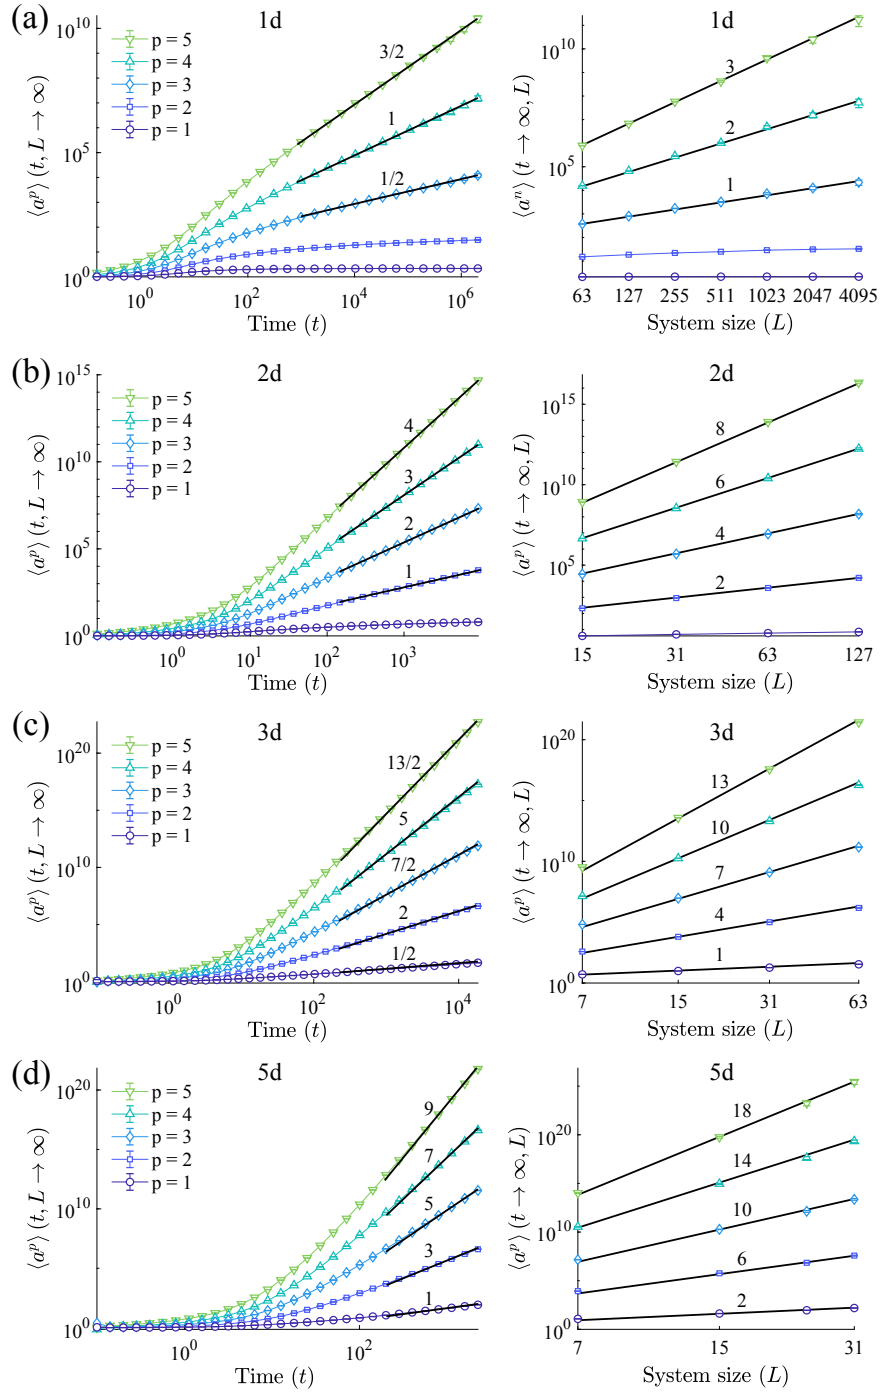 (a)
1d
⟨a^p⟩ (t, L → ∞)
10^10
10^5
10^0
p = 5
p = 4
p = 3
p = 2
p = 1
3/2
1
1/2
10^0 10^2 10^4 10^6
Time (t)
1d
⟨a^n⟩ (t → ∞, L)
10^10
10^5
3
2
1
63 127 255 511 1023 2047 4095
System size (L)
(b)
2d
⟨a^p⟩ (t, L → ∞)
10^15
10^10
10^5
10^0
p = 5
p = 4
p = 3
p = 2
p = 1
4
3
2
1
10^0 10^1 10^2 10^3
Time (t)
2d
⟨a^p⟩ (t → ∞, L)
10^15
10^10
10^5
8
6
4
2
15 31 63 127
System size (L)
(c)
3d
⟨a^p⟩ (t, L → ∞)
10^20
10^10
10^0
p = 5
p = 4
p = 3
p = 2
p = 1
13/2
5
7/2
2
1/2
10^0 10^2 10^4
Time (t)
3d
⟨a^p⟩ (t → ∞, L)
10^20
10^10
10^0
13
10
7
4
1
7 15 31 63
System size (L)
(d)
5d
⟨a^p⟩ (t, L → ∞)
10^20
10^10
10^0
p = 5
p = 4
p = 3
p = 2
p = 1
9
7
5
3
1
10^0 10^2
Time (t)
5d
⟨a^p⟩ (t → ∞, L)
10^20
10^10
10^0
18
14
10
6
2
7 15 31
System size (L)